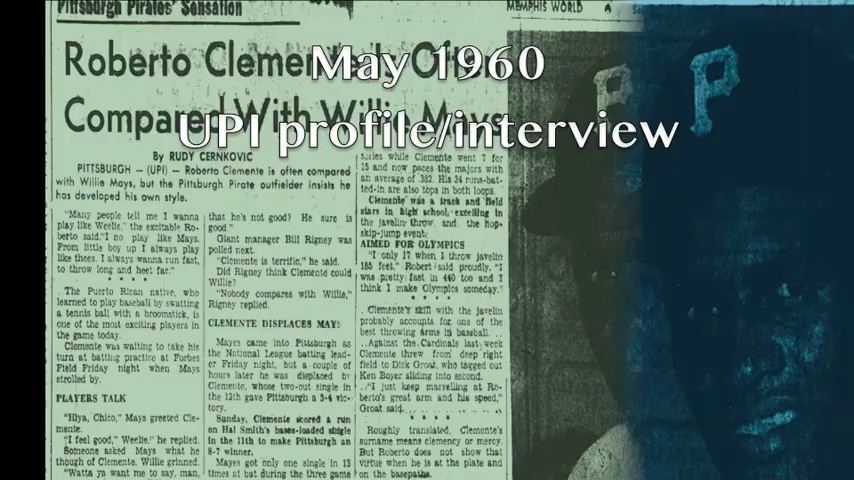 Pittsburgh Pirates' Sensation
MEMPHIS WORLD
Roberto Clemente Is Often
Compared With Willie Mays
May 1960
UPI profile/interview
By RUDY CERNKOVIC
PITTSBURGH — (UPI) — Roberto Clemente is often compared
with Willie Mays, but the Pittsburgh Pirate outfielder insists he
has developed his own style.
"Many people tell me I wanna
play like Weelie," the excitable Ro-
berto said. "I no play like Mays.
From little boy up I always play
like thees. I always wanna run fast,
to throw long and heet far."
* * * *
The Puerto Rican native, who
learned to play baseball by swatting
a tennis ball with a broomstick, is
one of the most exciting players in
the game today.
Clemente was waiting to take his
turn at batting practice at Forbes
Field Friday night when Mays
strolled by.
PLAYERS TALK
"Hiya, Chico," Mays greeted Cle-
mente.
"I feel good, Weelie," he replied.
Someone asked Mays what he
though of Clemente. Willie grinned.
"Watta ya want me to say, man,
that he's not good? He sure is
good."
Giant manager Bill Rigney was
polled next.
"Clemente is terrific," he said.
Did Rigney think Clemente could
Willie?
"Nobody compares with Willie,"
Rigney replied.
CLEMENTE DISPLACES MAYS
Mays came into Pittsburgh as
the National League batting lead-
er Friday night, but a couple of
hours later he was displaced by
Clemente, whose two-out single in
the 12th gave Pittsburgh a 5-4 vic-
tory.
Sunday, Clemente scored a run
on Hal Smith's bases-loaded single
in the 11th to make Pittsburgh an
8-7 winner.
Mays got only one single in 13
times at bat during the three game
series while Clemente went 7 for
15 and now paces the majors with
an average of .382. His 34 runs-bat-
ted-in are also tops in both loops.
Clemente was a track and field
stars in high school, excelling in
the javelin throw, and the hop-
skip-jump event.
AIMED FOR OLYMPICS
"I only 17 when I throw javelin
185 feet," Robert said proudly. "I
was pretty fast in 440 too and I
think I make Olympics someday."
* * * *
Clemente's skill with the javelin
probably accounts for one of the
best throwing arms in baseball.
Against the Cardinals last week
Clemente threw from deep right
field to Dick Groat, who tagged out
Ken Boyer sliding into second.
"I just keep marvelling at Ro-
berto's great arm and his speed,"
Groat said.
* * * *
Roughly translated, Clemente's
surname means clemency or mercy.
But Roberto does not show that
virtue when he is at the plate and
on the basepaths.
P
P